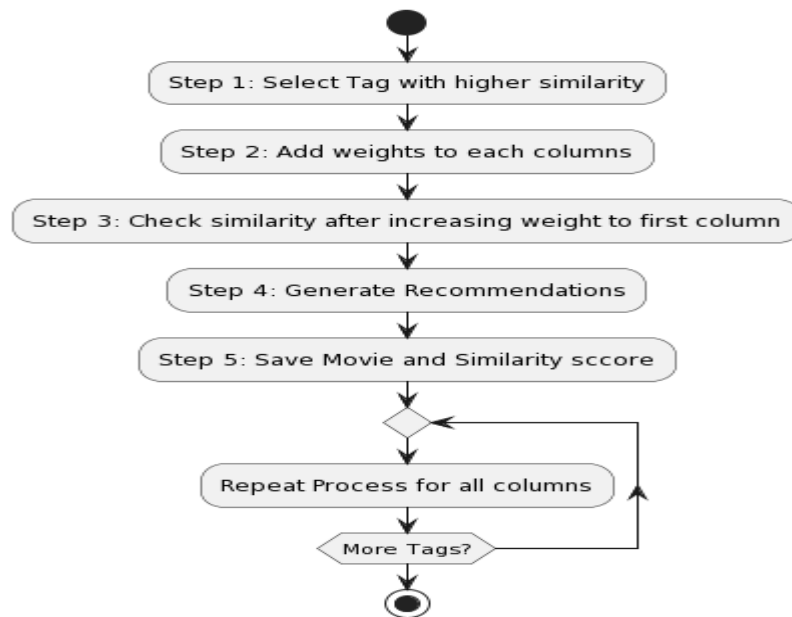 Step 1: Select Tag with higher similarity
Step 2: Add weights to each columns
Step 3: Check similarity after increasing weight to first column
Step 4: Generate Recommendations
Step 5: Save Movie and Similarity sccore
Repeat Process for all columns
More Tags?